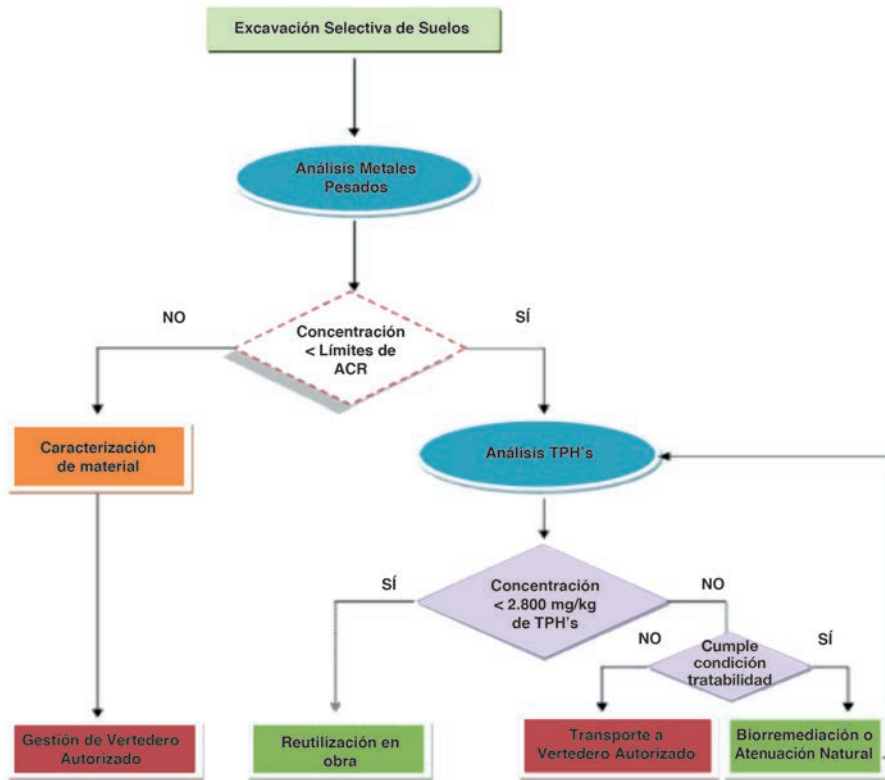 Excavación Selectiva de Suelos
Análisis Metales
Pesados
NO
SÍ
Concentración
< Límites de
ACR
Caracterización
de material
Análisis TPH's
SÍ
Concentración
< 2.800 mg/kg
de TPH's
NO
NO
Cumple
condición
tratabilidad
SÍ
Gestión de Vertedero
Autorizado
Reutilización en
obra
Transporte a
Vertedero Autorizado
Biorremediación o
Atenuación Natural